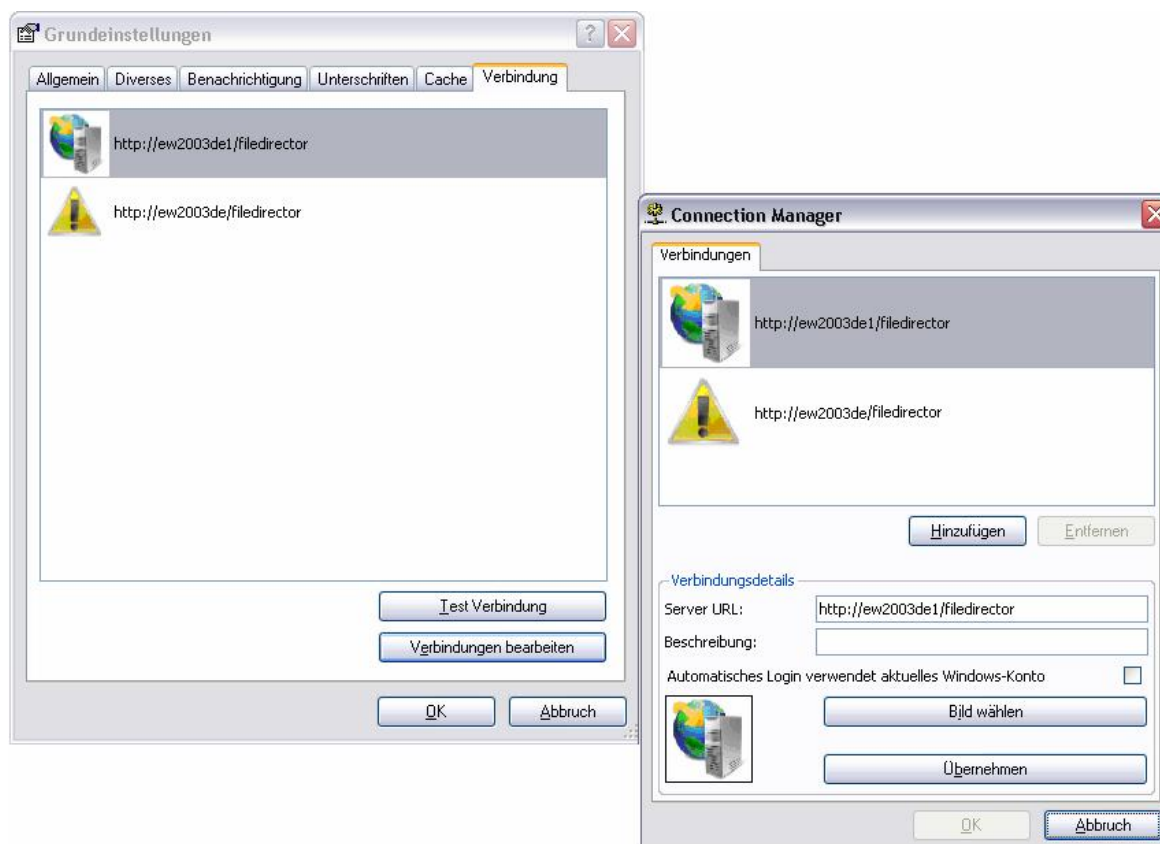 Grundeinstellungen
Allgemein Diverses Benachrichtigung Unterschriften Cache Verbindung
http://ew2003de1/filedirector
http://ew2003de/filedirector
Test Verbindung
Verbindungen bearbeiten
OK Abbruch
Connection Manager
Verbindungen
http://ew2003de1/filedirector
http://ew2003de/filedirector
Hinzufügen Entfernen
Verbindungsdetails
Server URL: http://ew2003de1/filedirector
Beschreibung:
Automatisches Login verwendet aktuelles Windows-Konto
Bild wählen
Übernehmen
OK Abbruch